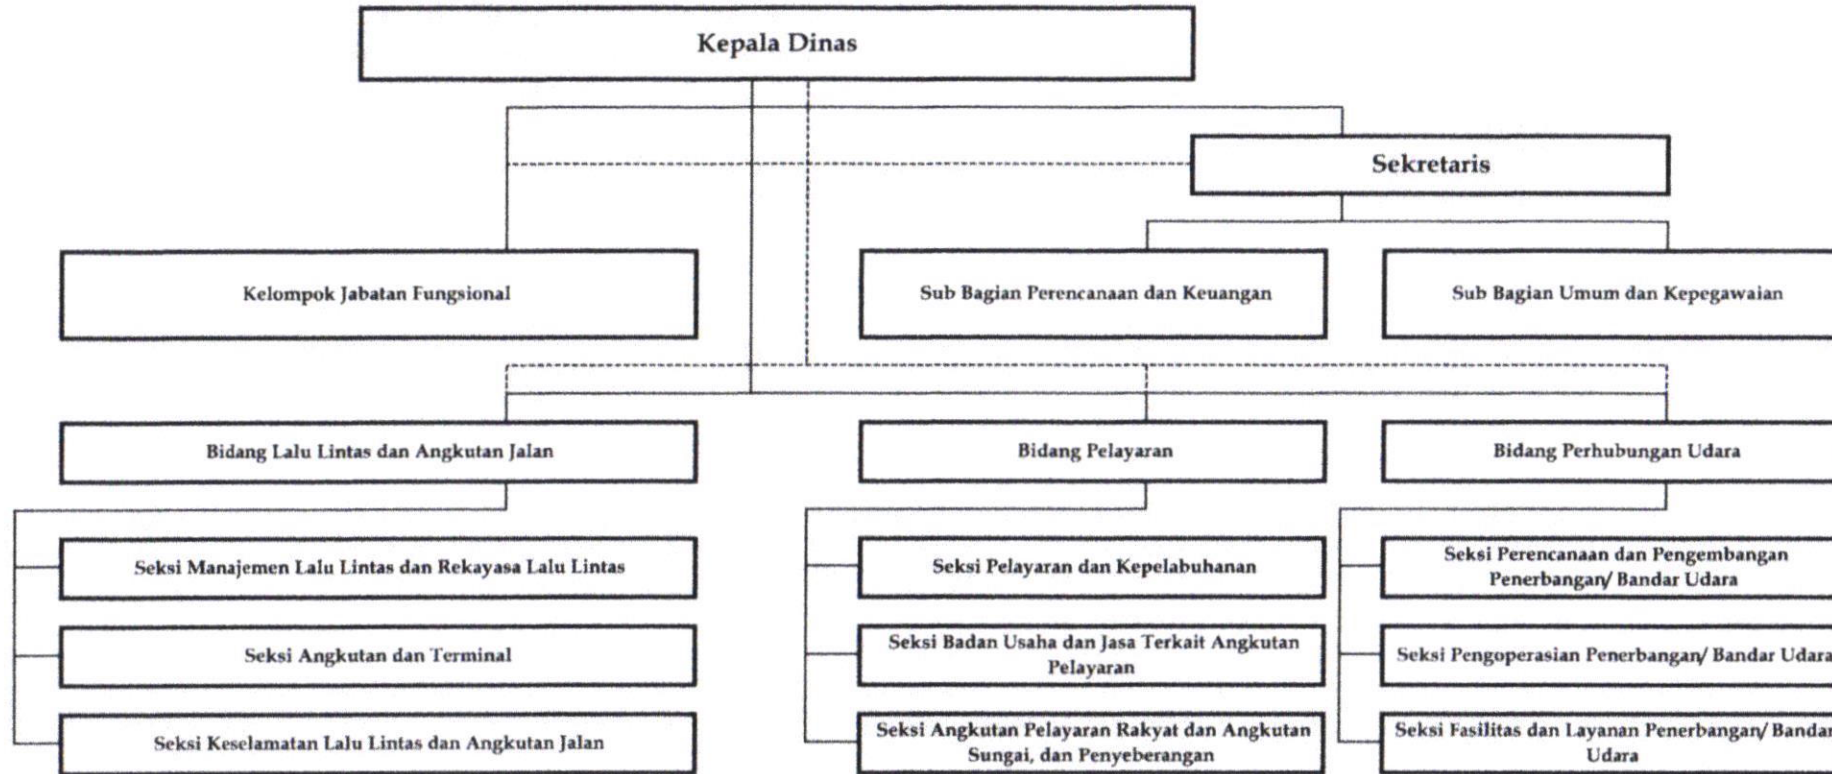 Kepala Dinas
Sekretaris
Kelompok Jabatan Fungsional
Sub Bagian Perencanaan dan Keuangan
Sub Bagian Umum dan Kepegawaian
Bidang Lalu Lintas dan Angkutan Jalan
Bidang Pelayaran
Bidang Perhubungan Udara
Seksi Manajemen Lalu Lintas dan Rekayasa Lalu Lintas
Seksi Pelayaran dan Kepelabuhanan
Seksi Perencanaan dan Pengembangan
Penerbangan/ Bandar Udara
Seksi Angkutan dan Terminal
Seksi Badan Usaha dan Jasa Terkait Angkutan
Pelayaran
Seksi Pengoperasian Penerbangan/ Bandar Udara
Seksi Keselamatan Lalu Lintas dan Angkutan Jalan
Seksi Angkutan Pelayaran Rakyat dan Angkutan
Sungai, dan Penyeberangan
Seksi Fasilitas dan Layanan Penerbangan/ Bandar
Udara